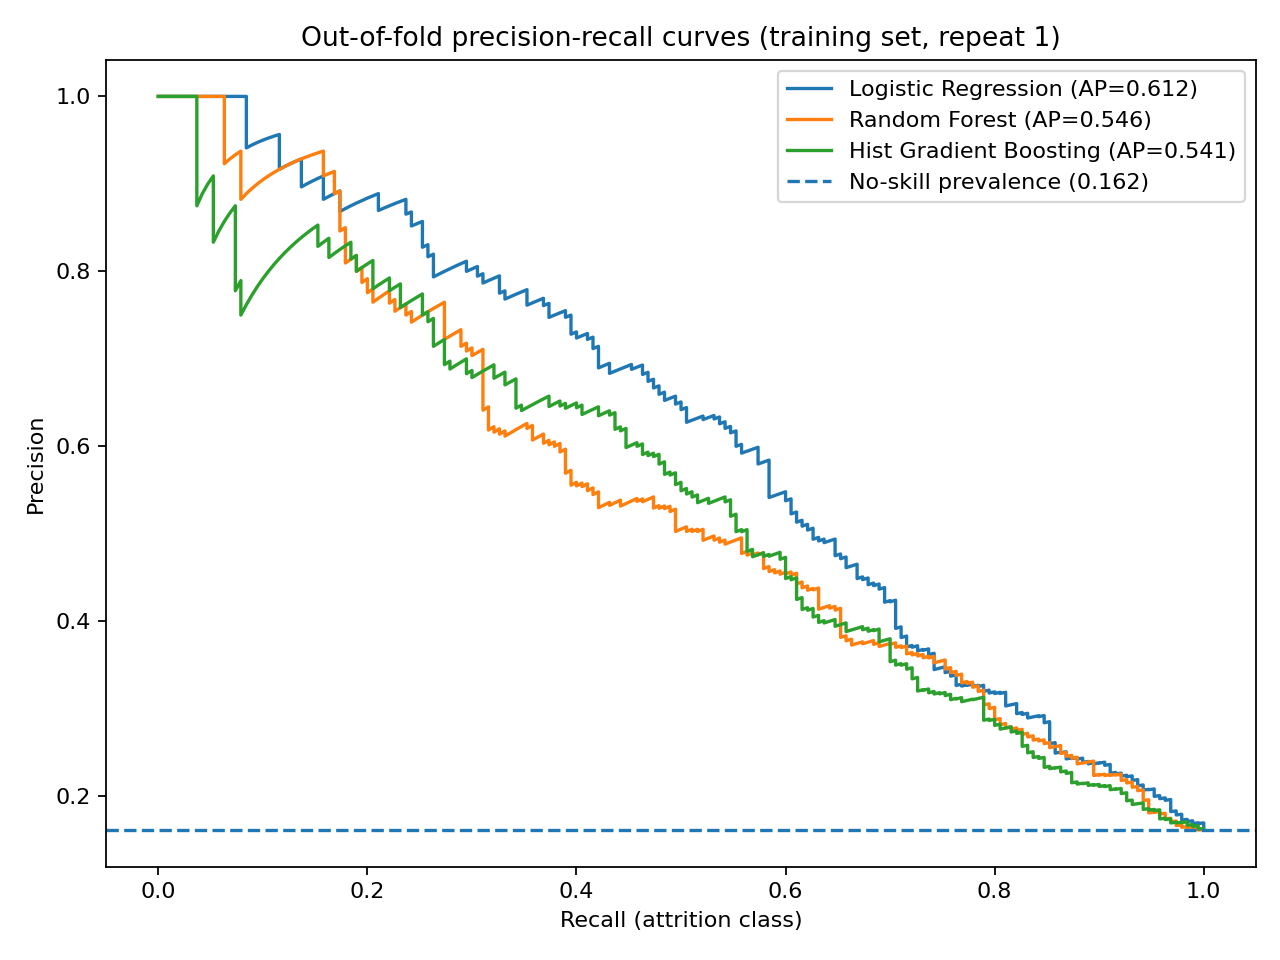 Out-of-fold precision-recall curves (training set, repeat 1)
Logistic Regression (AP=0.612)
Random Forest (AP=0.546)
Hist Gradient Boosting (AP=0.541)
No-skill prevalence (0.162)
Precision
1.0
0.8
0.6
0.4
0.2
0.0 0.2 0.4 0.6 0.8 1.0
Recall (attrition class)